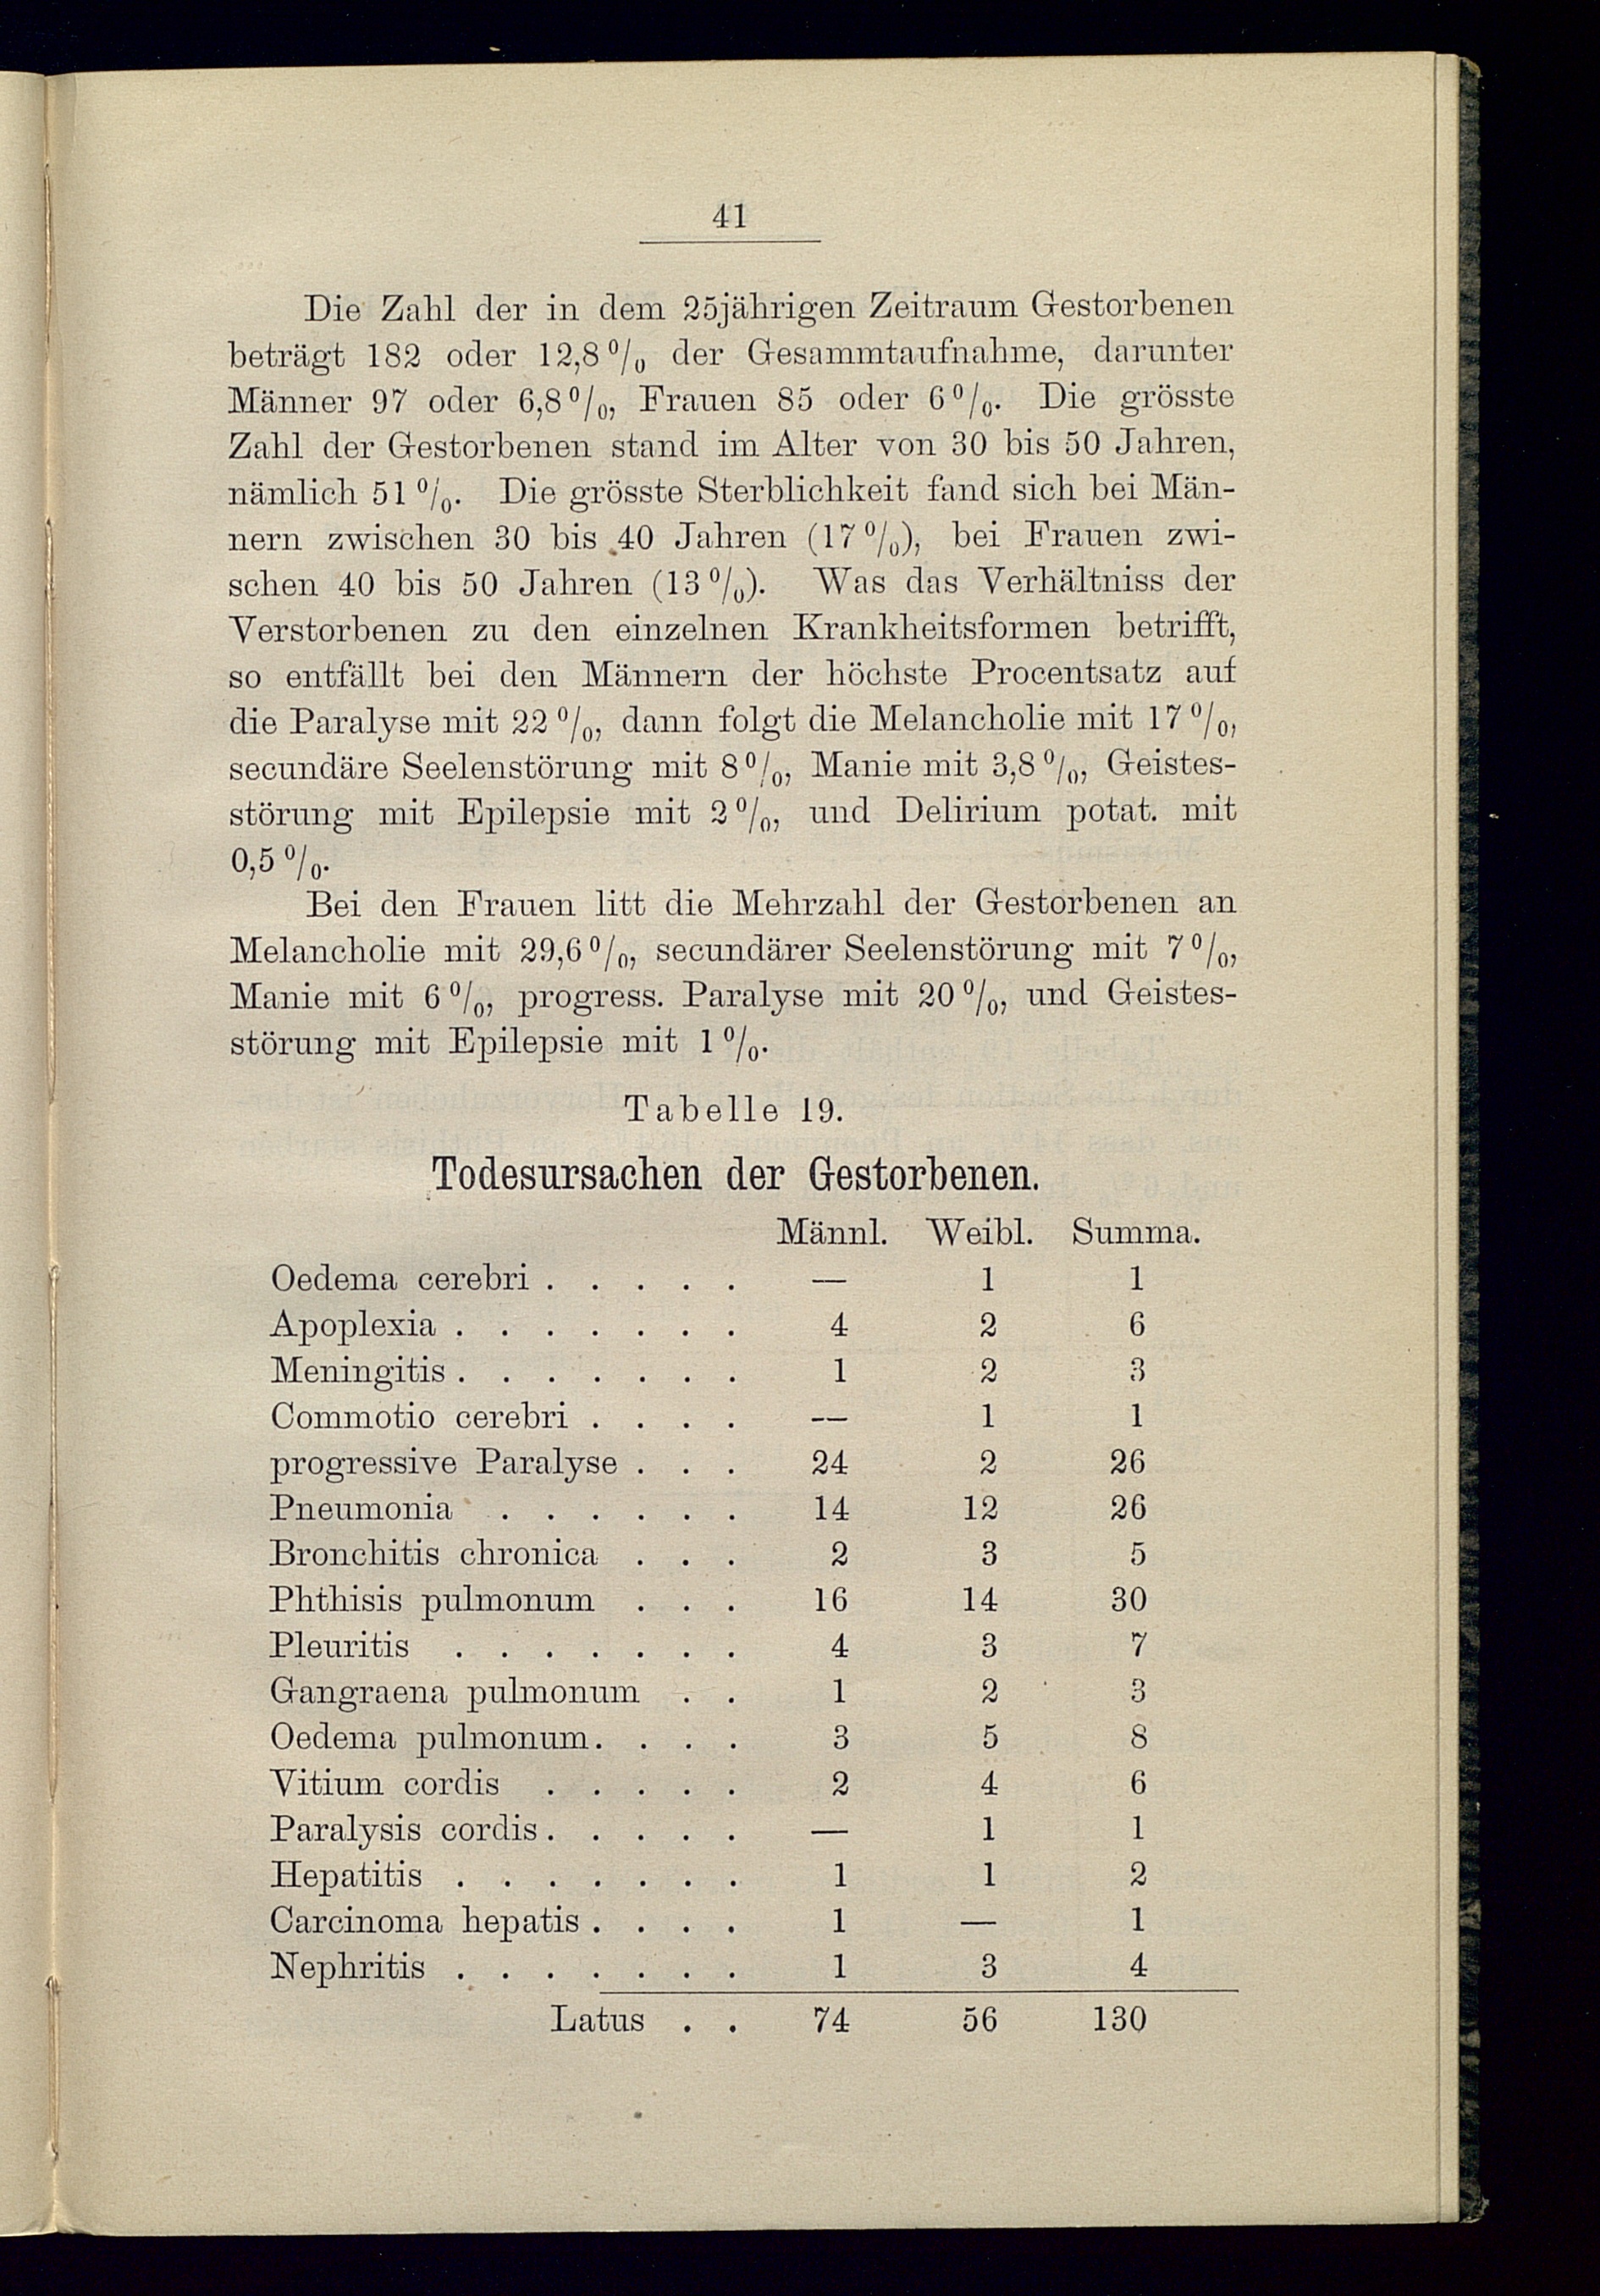 41
Die Zahl der in dem 25jährigen Zeitraum Gestorbenen
beträgt 182 oder 12,8 %, der Gesammtaufnahme, darunter
Männer 97 oder 6,8 %, Frauen 85 oder 6 %. Die grösste
Zahl der Gestorbenen stand im Alter von 30 bis 50 Jahren,
nämlich 51 %. Die grösste Sterblichkeit fand sich bei Män-
nern zwischen 30 bis 40 Jahren (17 %), bei Frauen zwi-
schen 40 bis 50 Jahren (13 %). Was das Verhältniss der
Verstorbenen zu den einzelnen Krankheitsformen betrifft,
so entfällt bei den Männern der höchste Procentsatz auf
die Paralyse mit 22 %, dann folgt die Melancholie mit 17 %,
secundäre Seelenstörung mit 8 %, Manie mit 3,8 %, Geistes-
störung mit Epilepsie mit 2 %, und Delirium potat. mit
0,5 %.
Bei den Frauen litt die Mehrzahl der Gestorbenen an
Melancholie mit 29,6 %, secundärer Seelenstörung mit 7 %,
Manie mit 6 %, progress. Paralyse mit 20 %, und Geistes-
störung mit Epilepsie mit 1 %.
Tabelle 19.
Todesursachen der Gestorbenen.
Männl. Weibl. Summa.
Oedema cerebri . . . . . — 1 1
Apoplexia . . . . . . . 4 2 6
Meningitis . . . . . . . 1 2 3
Commotio cerebri . . . . — 1 1
progressive Paralyse . . . 24 2 26
Pneumonia . . . . . . 14 12 26
Bronchitis chronica . . . 2 3 5
Phthisis pulmonum . . . 16 14 30
Pleuritis . . . . . . . 4 3 7
Gangraena pulmonum . . 1 2 3
Oedema pulmonum. . . . 3 5 8
Vitium cordis . . . . . 2 4 6
Paralysis cordis. . . . . — 1 1
Hepatitis . . . . . . . 1 1 2
Carcinoma hepatis . . . . 1 — 1
Nephritis . . . . . . . 1 3 4
Latus . . 74 56 130